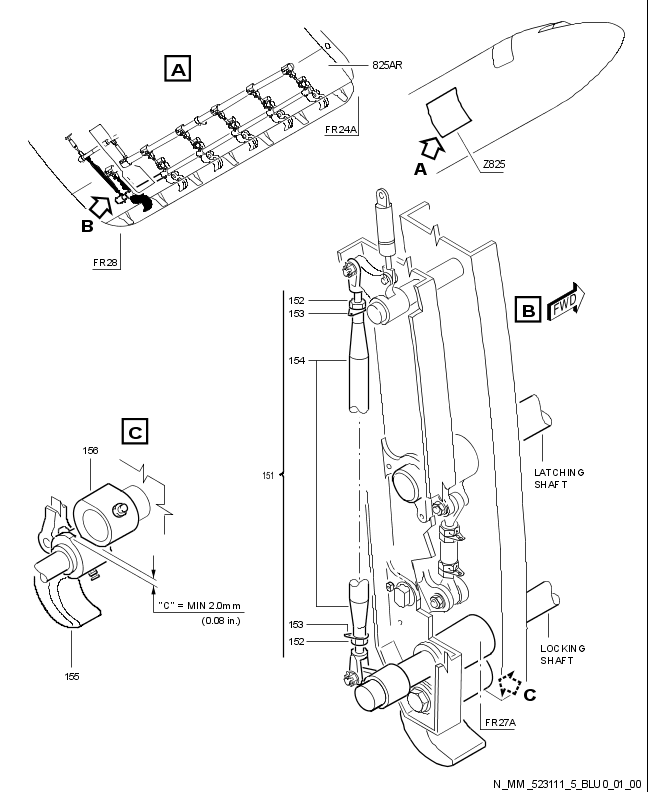 A
825AR
FR24A
A
Z825
B
FR28
152
153
B
FWD
154
C
156
151
LATCHING
SHAFT
"C" = MIN 2.0mm
(0.08 in.)
153
152
LOCKING
SHAFT
155
C
FR27A
N_MM_523111_5_BLU0_01_00